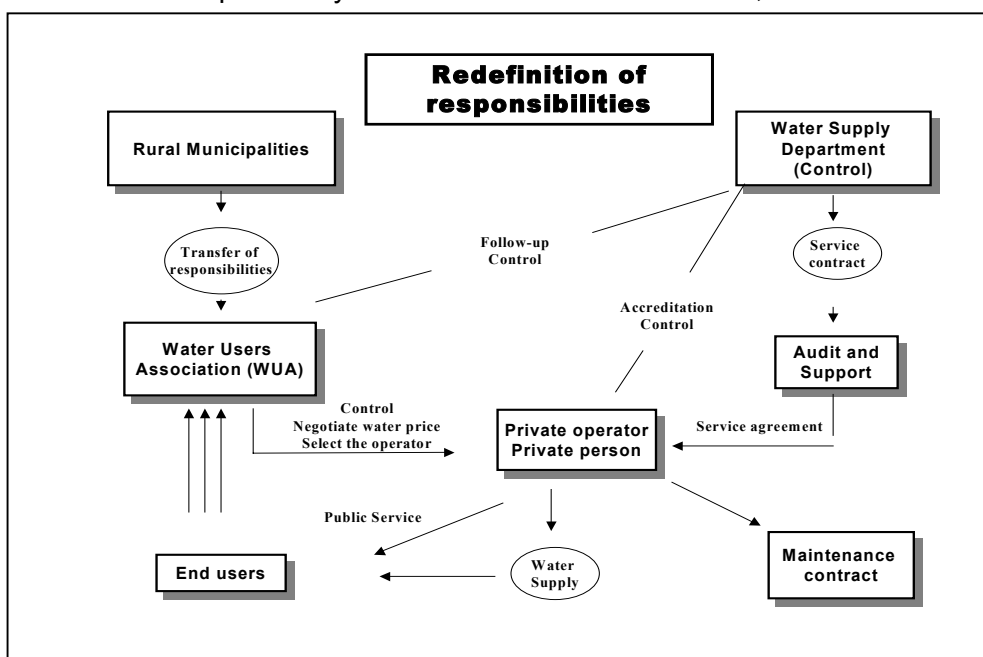 Redefinition of
responsibilities
Rural Municipalities
Water Supply
Department
(Control)
Transfer of
responsibilities
Follow-up
Control
Service
contract
Accreditation
Control
Water Users
Association (WUA)
Audit and
Support
Control
Negotiate water price
Select the operator
Private operator
Private person
Service agreement
Public Service
End users
Water
Supply
Maintenance
contract